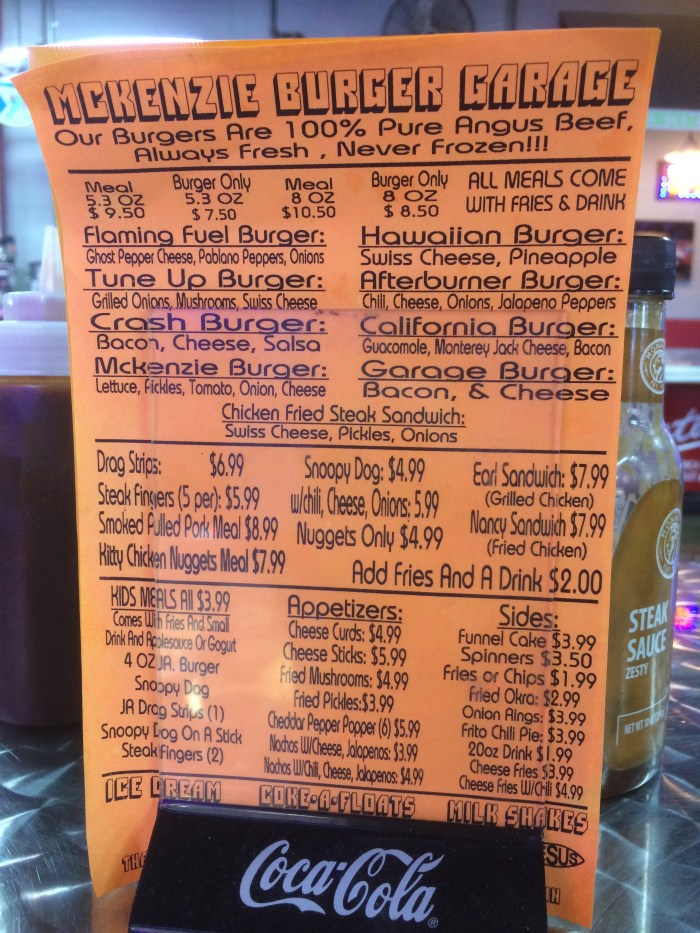 MCKENZIE BURGER GARAGE
Our Burgers Are 100% Pure Angus Beef,
Always Fresh , Never Frozen!!!
Meal Burger Only Meal Burger Only ALL MEALS COME
5.3 OZ 5.3 OZ 8 OZ 8 OZ WITH FRIES & DRINK
$ 9.50 $ 7.50 $10.50 $ 8.50
Flaming Fuel Burger:
Ghost Pepper Cheese, Pablano Peppers, Onions
Tune Up Burger:
Grilled Onions, Mushrooms, Swiss Cheese
Crash Burger:
Bacon, Cheese, Salsa
Mckenzie Burger:
Lettuce, Pickles, Tomato, Onion, Cheese
Hawaiian Burger:
Swiss Cheese, Pineapple
Afterburner Burger:
Chili, Cheese, Onions, Jalapeno Peppers
California Burger:
Guacomole, Monterey Jack Cheese, Bacon
Garage Burger:
Bacon, & Cheese
Chicken Fried Steak Sandwich:
Swiss Cheese, Pickles, Onions
Drag Strips: $6.99
Steak Fingers (5 per): $5.99
Smoked Pulled Pork Meal $8.99
Kitty Chicken Nuggets Meal $7.99
Snoopy Dog: $4.99
w/chili, Cheese, Onions: 5.99
Nuggets Only $4.99
Earl Sandwich: $7.99
(Grilled Chicken)
Nancy Sandwich $7.99
(Fried Chicken)
Add Fries And A Drink $2.00
KIDS MEALS All $3.99
Comes With Fries And Small
Drink And Applesauce Or Gogurt
4 OZ JR. Burger
Snoopy Dog
JR Drag Strips (1)
Snoopy Dog On A Stick
Steak Fingers (2)
Appetizers:
Cheese Curds: $4.99
Cheese Sticks: $5.99
Fried Mushrooms: $4.99
Fried Pickles:$3.99
Cheddar Pepper Popper (6) $5.99
Nachos W/Cheese, Jalapenos: $3.99
Nachos W/Chili, Cheese, Jalapenos: $4.99
Sides:
Funnel Cake $3.99
Spinners $3.50
Fries or Chips $1.99
Fried Okra: $2.99
Onion Rings: $3.99
Frito Chili Pie: $3.99
20oz Drink $1.99
Cheese Fries $3.99
Cheese Fries W/Chili $4.99
ICE CREAM COKE-A-FLOATS MILK SHAKES
Coca-Cola
STEAK
SAUCE
ZESTY